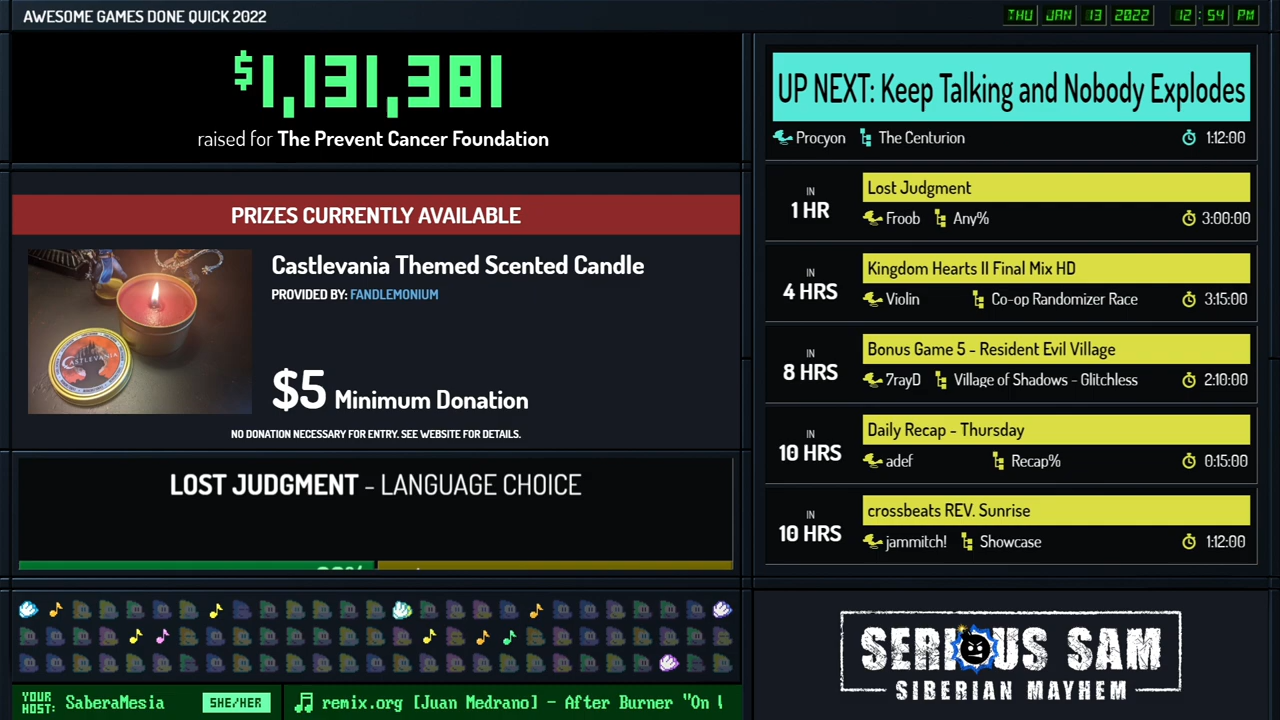 AWESOME GAMES DONE QUICK 2022
THU JAN 13 2022 12:54 PM
$1,131,381
raised for The Prevent Cancer Foundation
PRIZES CURRENTLY AVAILABLE
CASTLEVANIA
Castlevania Themed Scented Candle
PROVIDED BY: FANDLEMONIUM
$5 Minimum Donation
NO DONATION NECESSARY FOR ENTRY. SEE WEBSITE FOR DETAILS.
LOST JUDGMENT - LANGUAGE CHOICE
UP NEXT: Keep Talking and Nobody Explodes
Procyon The Centurion 1:12:00
IN 1 HR
Lost Judgment
Froob Any% 3:00:00
IN 4 HRS
Kingdom Hearts II Final Mix HD
Violin Co-op Randomizer Race 3:15:00
IN 8 HRS
Bonus Game 5 - Resident Evil Village
7rayD Village of Shadows - Glitchless 2:10:00
IN 10 HRS
Daily Recap - Thursday
adef Recap% 0:15:00
IN 10 HRS
crossbeats REV. Sunrise
jammitch! Showcase 1:12:00
YOUR HOST: SaberaMesia SHE/HER
remix.org [Juan Medrano] - After Burner "On
SERIOUS SAM
SIBERIAN MAYHEM